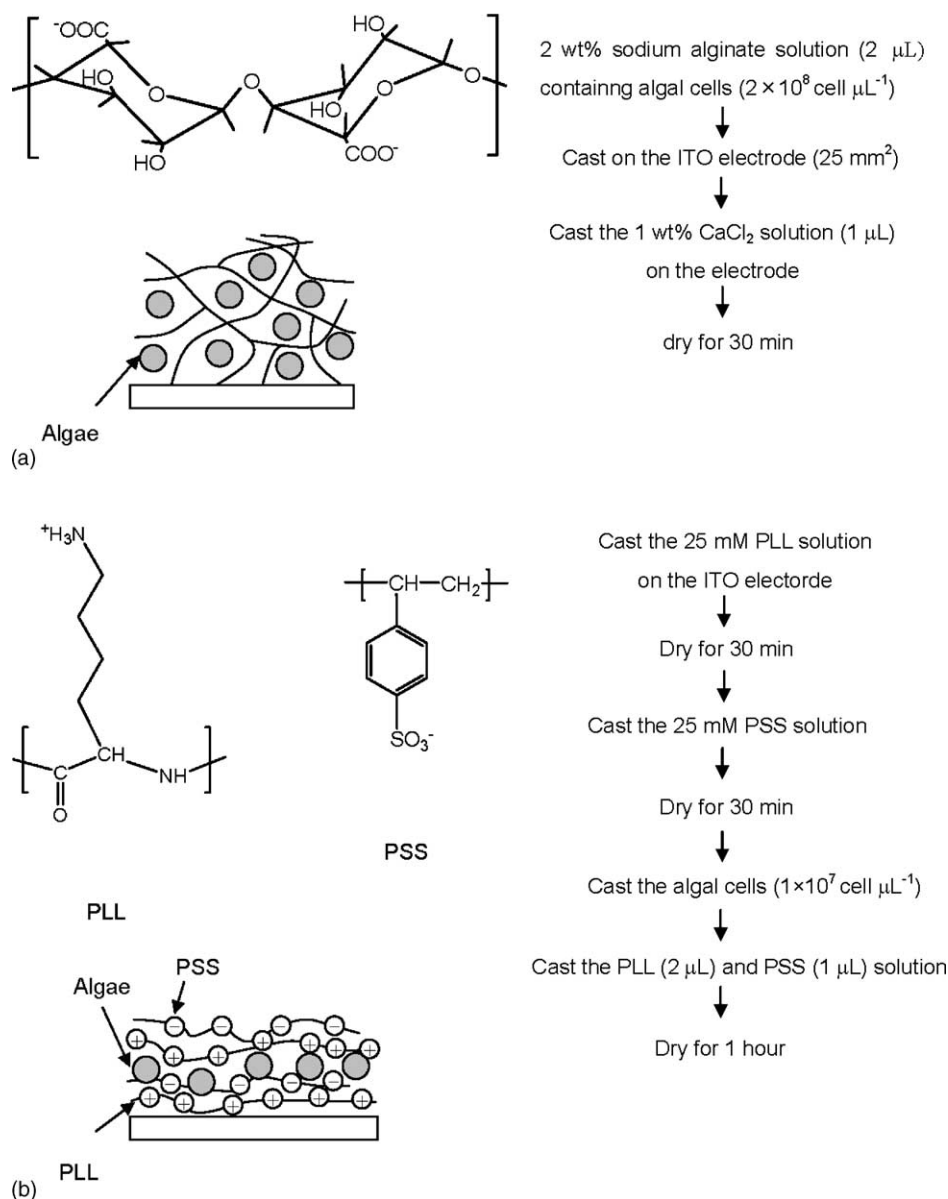 ⁻OOC
HO
O
HO
O
HO
HO
O
O
HO
COO⁻
2 wt% sodium alginate solution (2 μL)
containng algal cells (2 × 10⁸ cell μL⁻¹)
Cast on the ITO electrode (25 mm²)
Cast the 1 wt% CaCl₂ solution (1 μL)
on the electrode
dry for 30 min
Algae
(a)
⁺H₃N
CH
C
NH
O
PLL
CH
CH₂
SO₃⁻
PSS
Cast the 25 mM PLL solution
on the ITO electorde
Dry for 30 min
Cast the 25 mM PSS solution
Dry for 30 min
Cast the algal cells (1×10⁷ cell μL⁻¹)
Cast the PLL (2 μL) and PSS (1 μL) solution
Dry for 1 hour
PSS
Algae
− − − −
+ + + + + +
− − − −
+ + + + + +
PLL
(b)